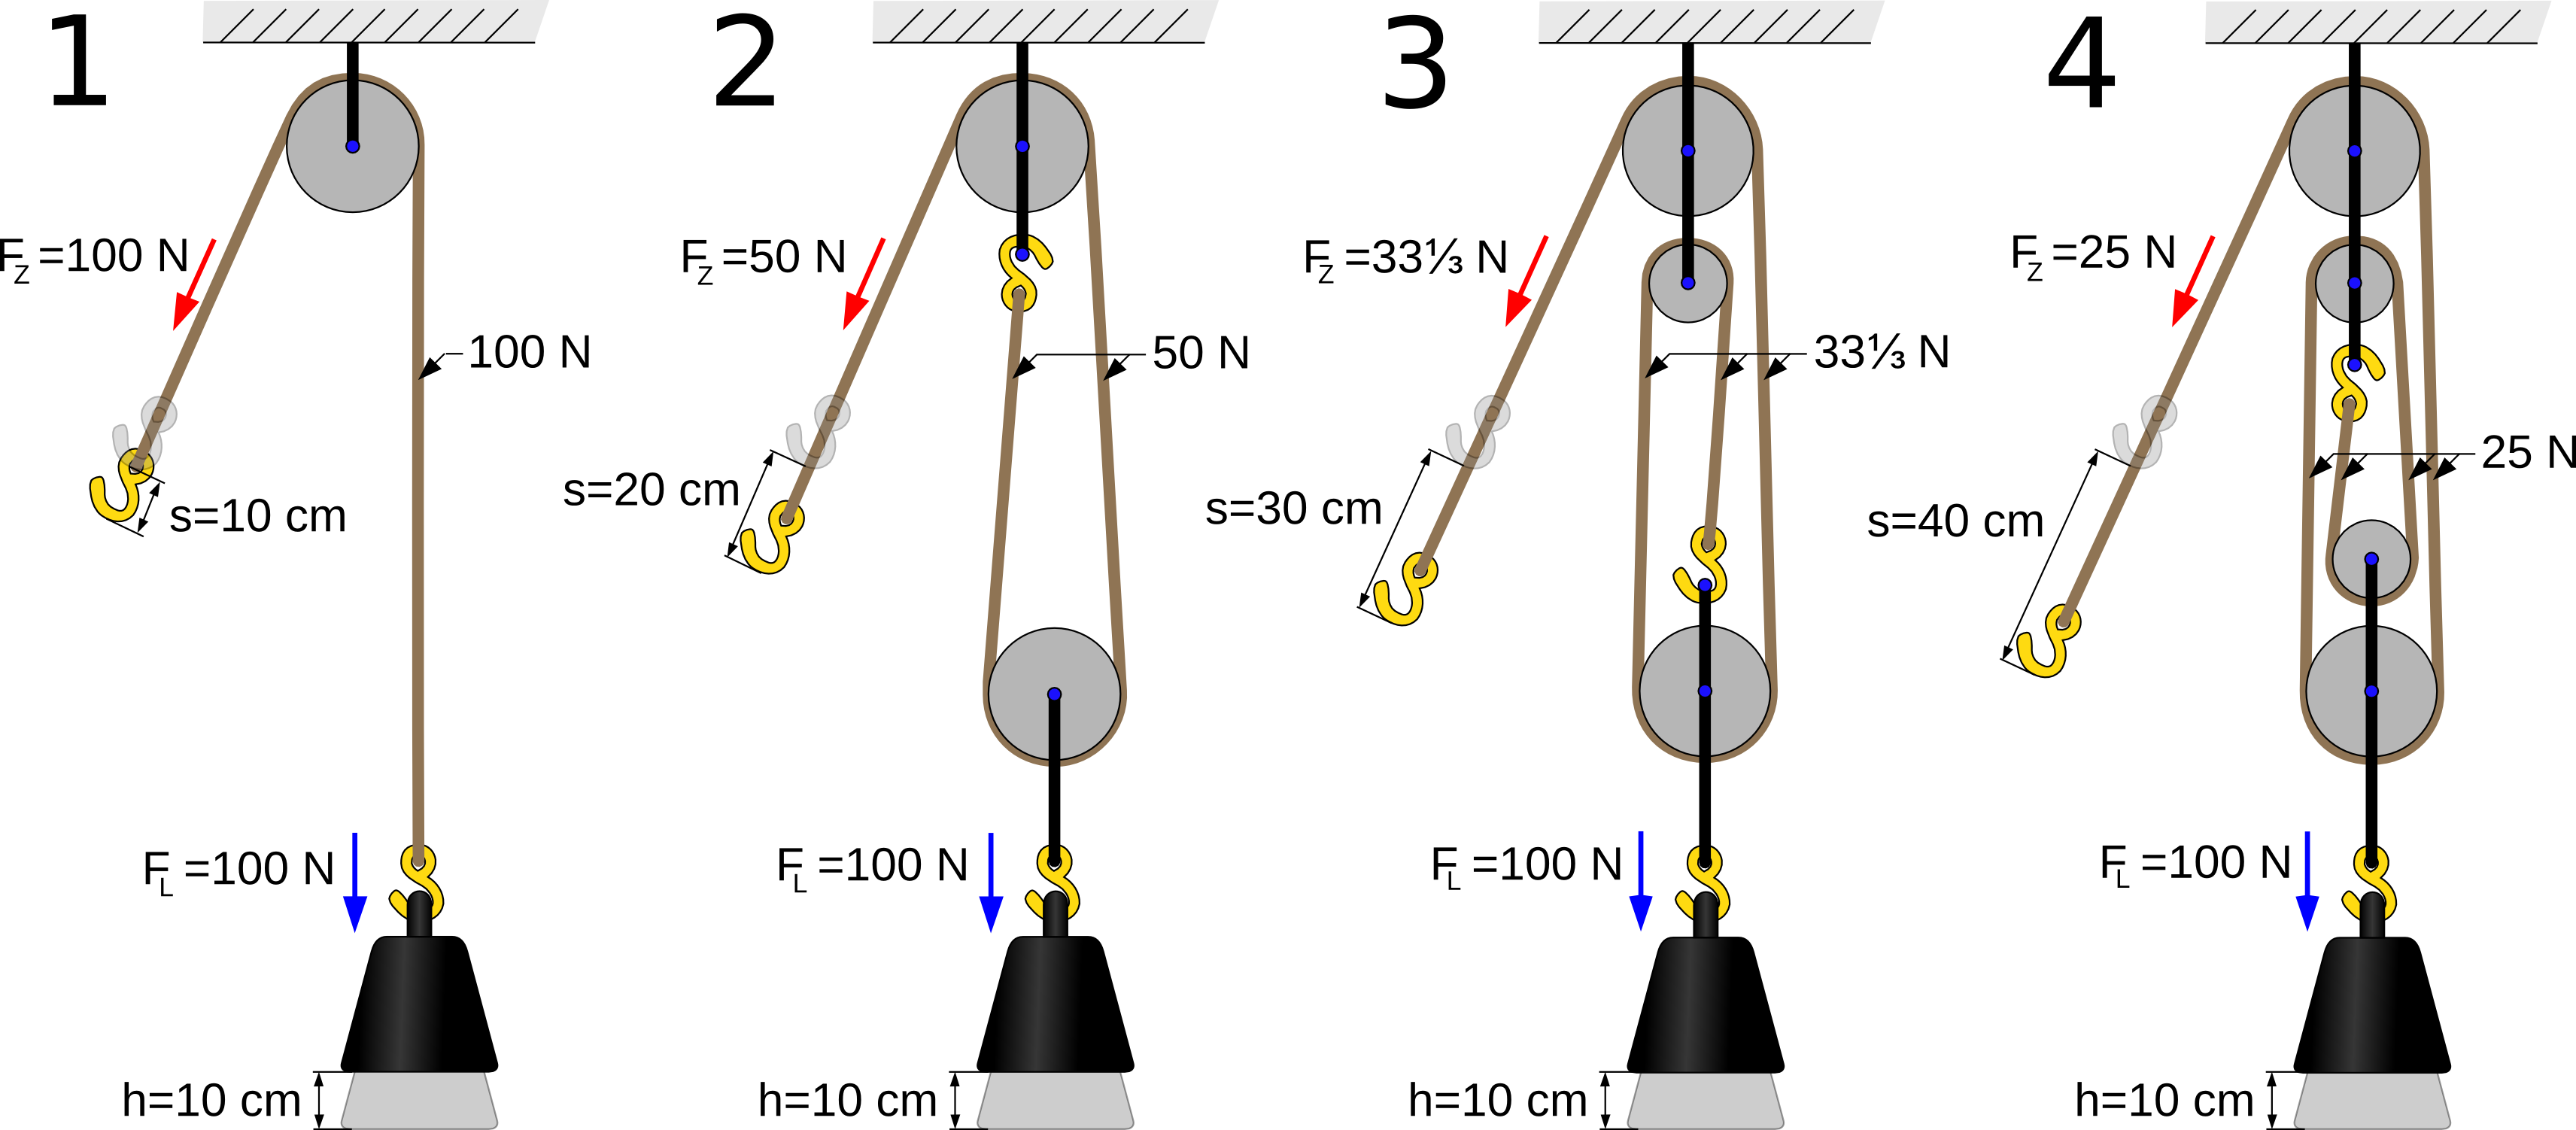 1
F_Z =100 N
100 N
s=10 cm
F_L =100 N
h=10 cm
2
F_Z =50 N
50 N
s=20 cm
F_L =100 N
h=10 cm
3
F_Z =33⅓ N
33⅓ N
s=30 cm
F_L =100 N
h=10 cm
4
F_Z =25 N
25 N
s=40 cm
F_L =100 N
h=10 cm